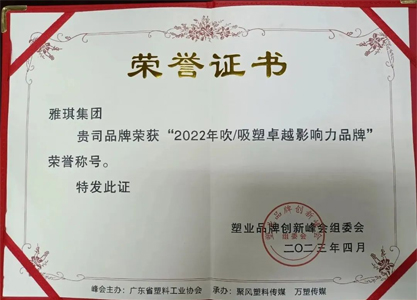 荣誉证书
雅琪集团
贵司品牌荣获“2022年吹/吸塑卓越影响力品牌”
荣誉称号。
特发此证
塑业品牌创新峰会组委会
组委会
二〇二三年四月
峰会主办：广东省塑料工业协会 承办：聚风塑料传媒 万塑传媒